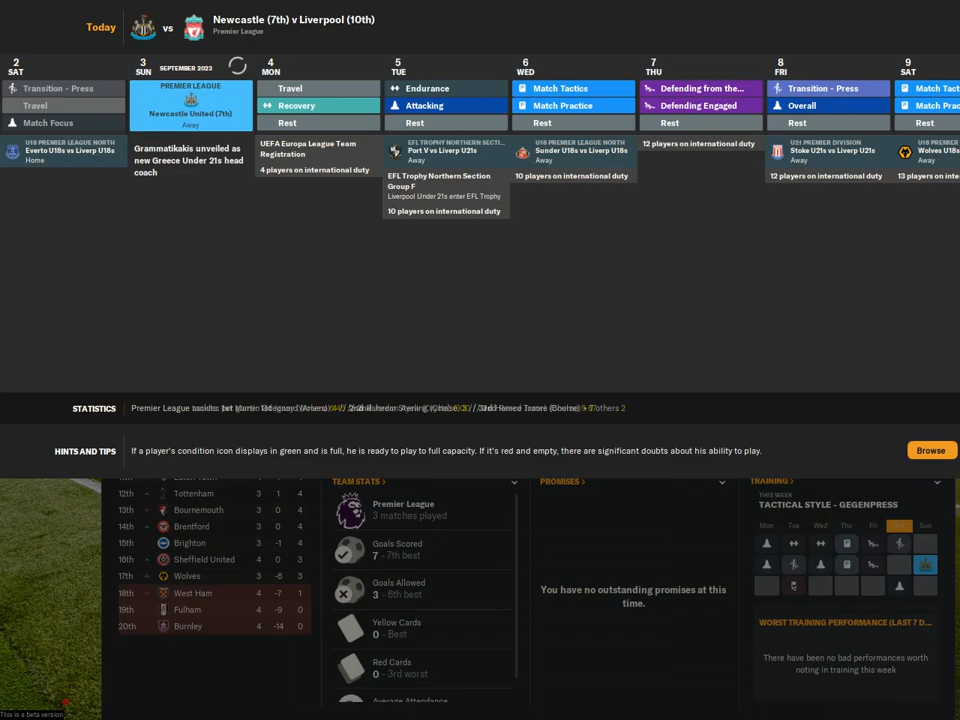 Today
vs
Newcastle (7th) v Liverpool (10th)
Premier League
2 SAT
3 SUN
SEPTEMBER 2023
4 MON
5 TUE
6 WED
7 THU
8 FRI
9 SAT
Transition - Press
Travel
Match Focus
U18 PREMIER LEAGUE NORTH
Everto U18s vs Liverp U18s
Home
PREMIER LEAGUE
Newcastle United (7th)
Away
Grammatikakis unveiled as
new Greece Under 21s head
coach
Travel
Recovery
Rest
UEFA Europa League Team
Registration
4 players on international duty
Endurance
Attacking
Rest
EFL TROPHY NORTHERN SECTI...
Port V vs Liverp U21s
Away
EFL Trophy Northern Section
Group F
Liverpool Under 21s enter EFL Trophy
10 players on international duty
Match Tactics
Match Practice
Rest
U18 PREMIER LEAGUE NORTH
Sunder U18s vs Liverp U18s
Away
10 players on international duty
Defending from the...
Defending Engaged
Rest
12 players on international duty
Transition - Press
Overall
Rest
U21 PREMIER DIVISION
Stoke U21s vs Liverp U21s
Away
12 players on international duty
Match Tact
Match Prac
Rest
U18 PREMIER
Wolves U18s
Away
13 players on internation
STATISTICS
Premier League
others 2
HINTS AND TIPS
If a player's condition icon displays in green and is full, he is ready to play to full capacity. If it's red and empty, there are significant doubts about his ability to play.
Browse
12th Tottenham 3 1 4
13th Bournemouth 3 0 4
14th Brentford 3 0 4
15th Brighton 3 -1 4
16th Sheffield United 4 0 3
17th Wolves 3 -6 3
18th West Ham 4 -7 1
19th Fulham 4 -9 0
20th Burnley 4 -14 0
TEAM STATS
Premier League
3 matches played
Goals Scored
7 - 7th best
Goals Allowed
3 - 6th best
Yellow Cards
0 - Best
Red Cards
0 - 3rd worst
Average Attendance
PROMISES
You have no outstanding promises at this
time.
TRAINING
THIS WEEK
TACTICAL STYLE - GEGENPRESS
Mon Tue Wed Thu Fri Sat Sun
WORST TRAINING PERFORMANCE (LAST 7 D...
There have been no bad performances worth
noting in training this week
This is a beta version